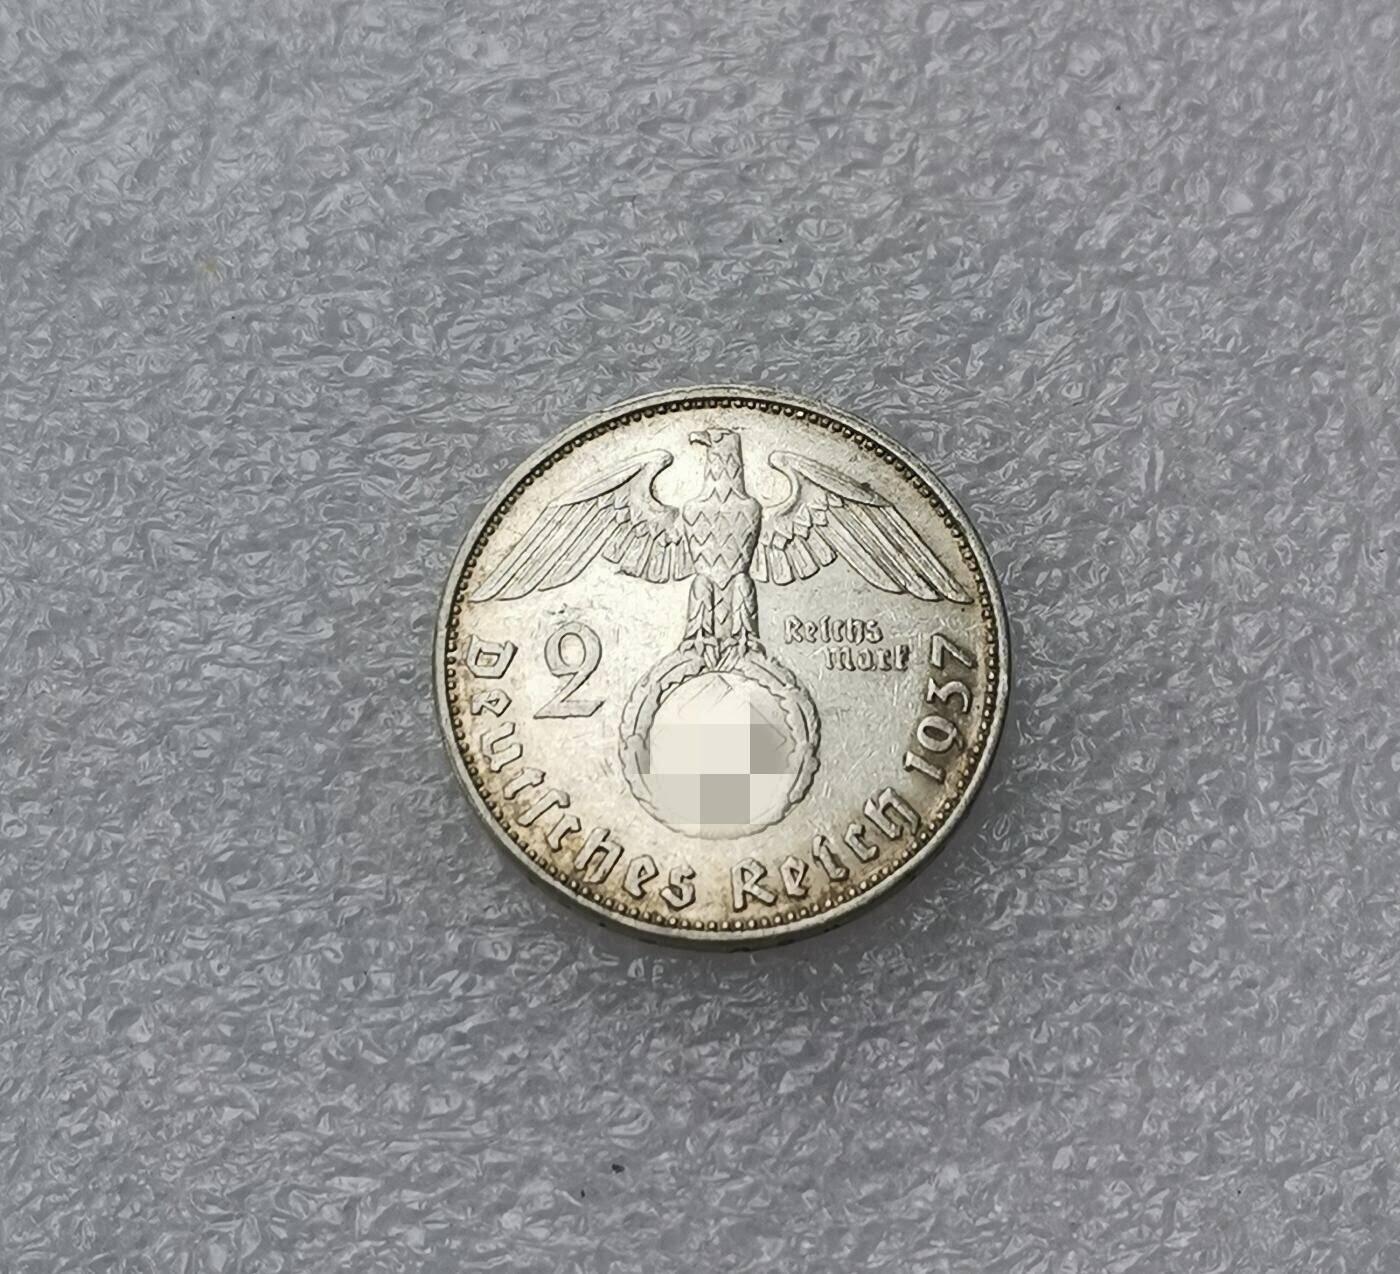 2
Reichs
mark
Deutsches Reich 1937